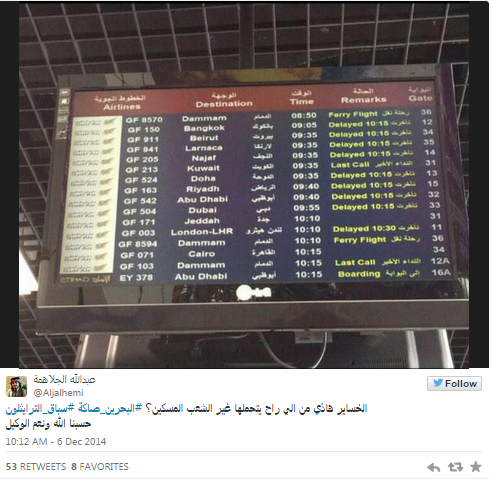 الخطوط الجوية الوجهة الوقت الحالة البوابة
Airlines Destination Time Remarks Gate
GF 8570 Dammam الدمام 08:50 Ferry Flight رحلة نقل 36
GF 150 Bangkok بانكوك 09:05 Delayed 10:15 تأخرت 12
GF 911 Beirut بيروت 09:35 Delayed 10:15 تأخرت 34
GF 941 Larnaca لارنكا 09:35 Delayed 10:15 تأخرت 35
GF 205 Najaf النجف 09:35 Delayed 10:15 تأخرت 14
GF 213 Kuwait الكويت 09:35 Last Call النداء الأخير 31
GF 524 Doha الدوحة 09:35 Delayed 10:15 تأخرت 13
GF 163 Riyadh الرياض 09:40 Delayed 10:15 تأخرت 15
GF 542 Abu Dhabi أبوظبي 09:40 Delayed 10:15 تأخرت 32
GF 504 Dubai دبي 09:55 Delayed 10:15 تأخرت 33
GF 171 Jeddah جدة 10:10 31
GF 003 London-LHR لندن هيثرو 10:10 Delayed 10:30 تأخرت 11
GF 8594 Dammam الدمام 10:10 Ferry Flight رحلة نقل 36
GF 071 Cairo القاهرة 10:10 34
GF 103 Dammam الدمام 10:15 Last Call النداء الأخير 12A
ETIHAD EY 378 Abu Dhabi أبوظبي 10:15 Boarding إلى البوابة 16A
عبدالله الجلاهمة
@Aljalhemi
Follow
الخساير هاذي من الي راح يتحملها غير الشعب المسكين؟ #البحرين_صاكة #سباق_الترايثلون
حسبنا الله ونعم الوكيل
10:12 AM - 6 Dec 2014
53 RETWEETS 8 FAVORITES